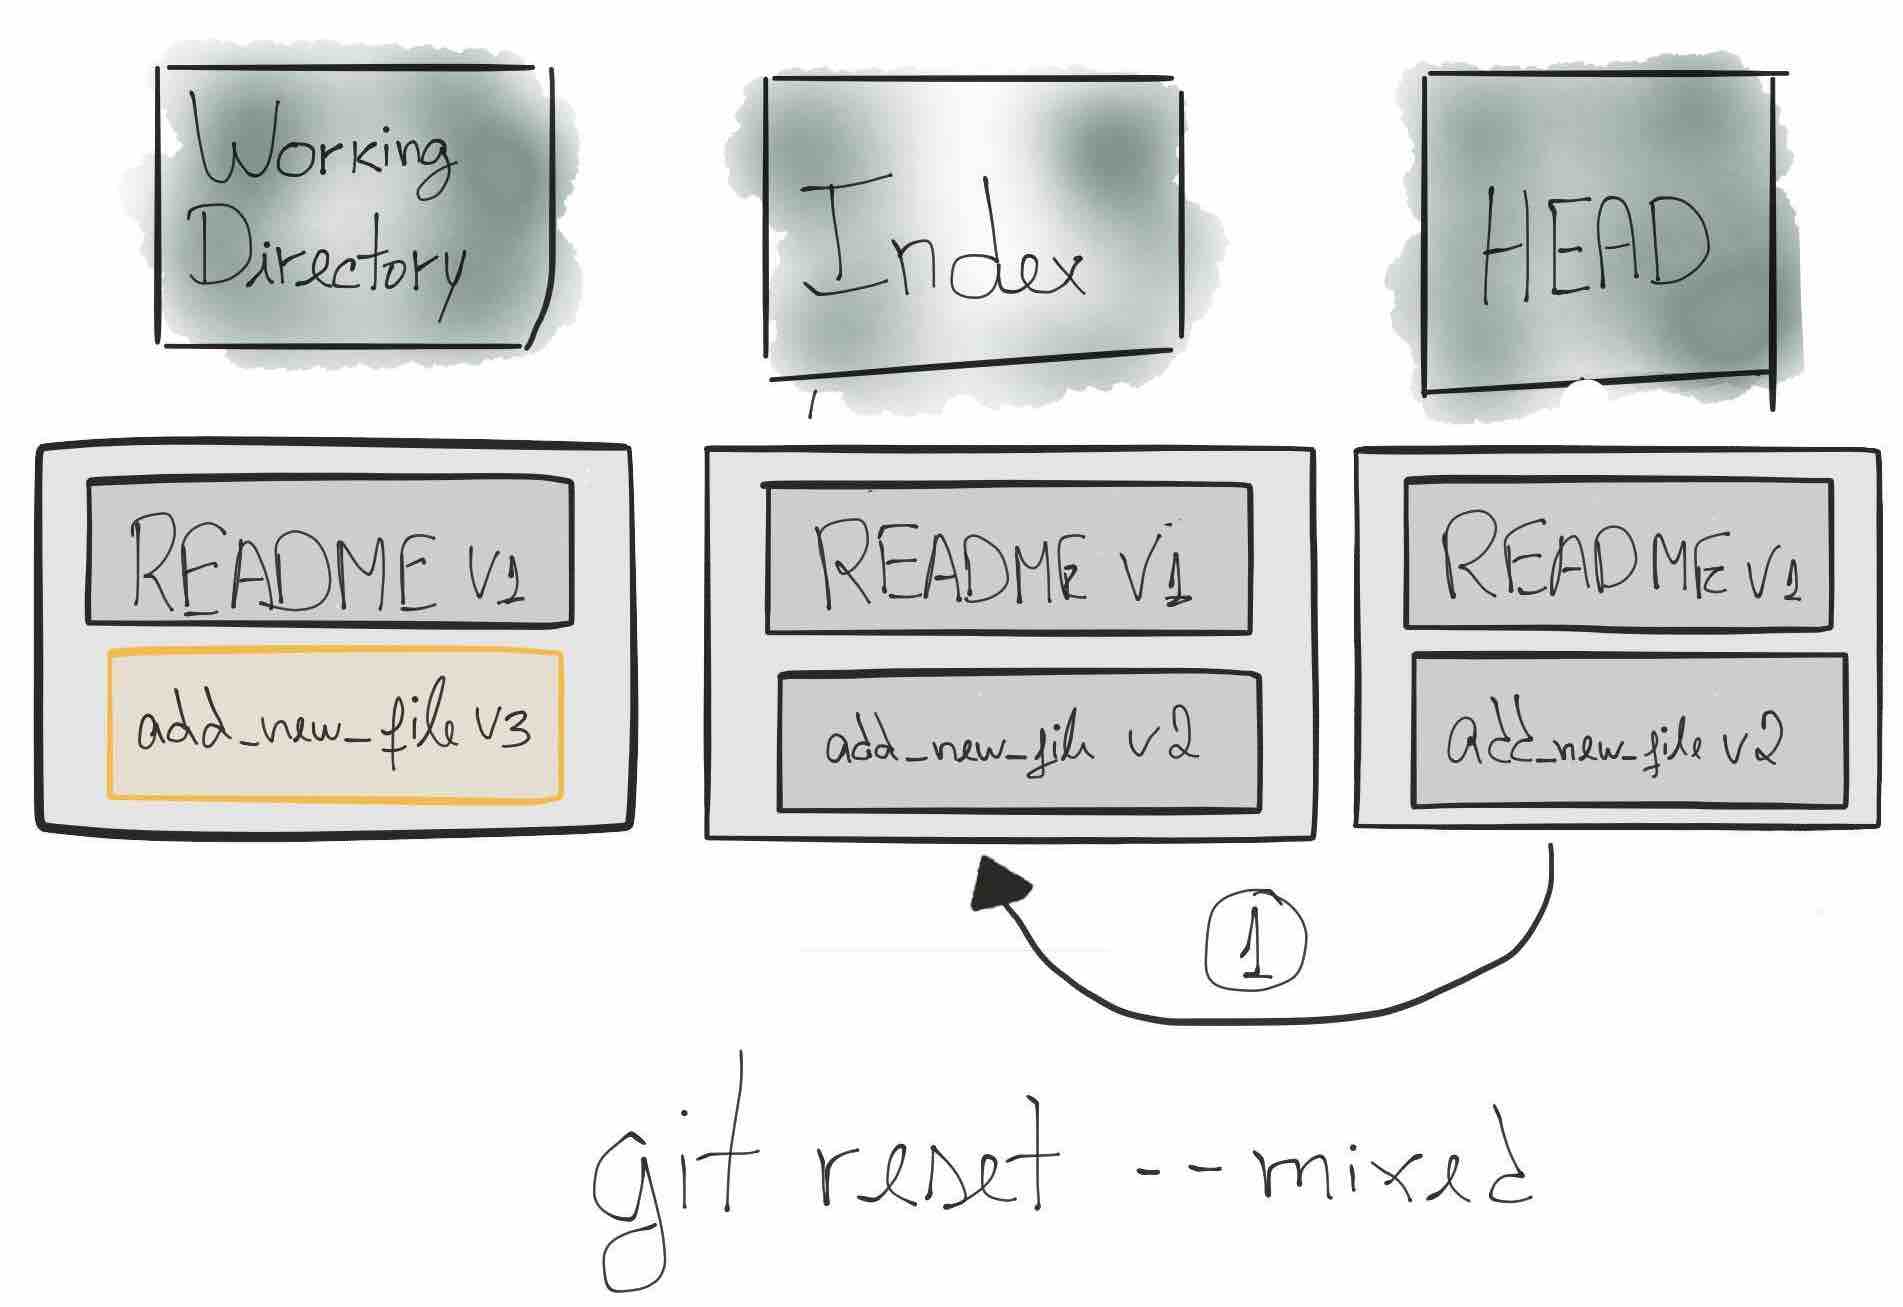 Working
Directory
Index
HEAD
README v1
add_new_file v3
README v1
add_new_file v2
README v1
add_new_file v2
1
git reset --mixed